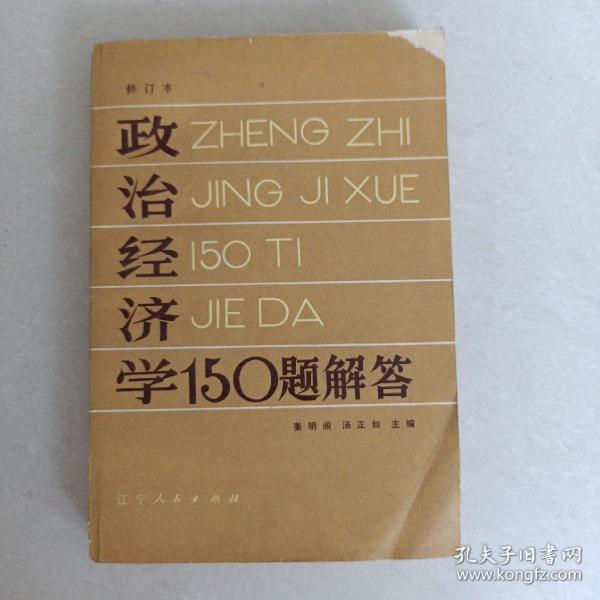 修订本
政 ZHENG ZHI
治 JING JI XUE
经 150 TI
济 JIE DA
学150题解答
姜明阁 汤正如 主编
辽宁人民出版社
孔夫子旧书网
www.kongfz.com